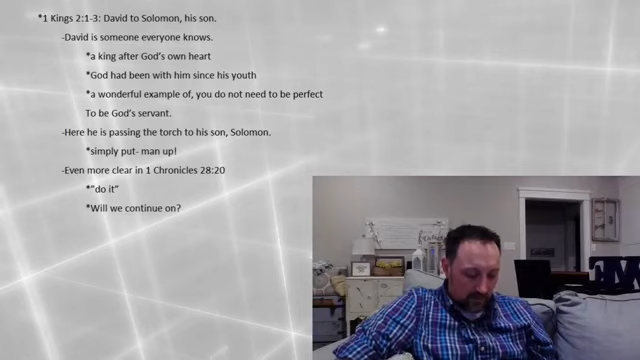 *1 Kings 2:1-3: David to Solomon, his son.
-David is someone everyone knows.
*a king after God's own heart
*God had been with him since his youth
*a wonderful example of, you do not need to be perfect
To be God's servant.
-Here he is passing the torch to his son, Solomon.
*simply put- man up!
-Even more clear in 1 Chronicles 28:20
*"do it"
*Will we continue on?